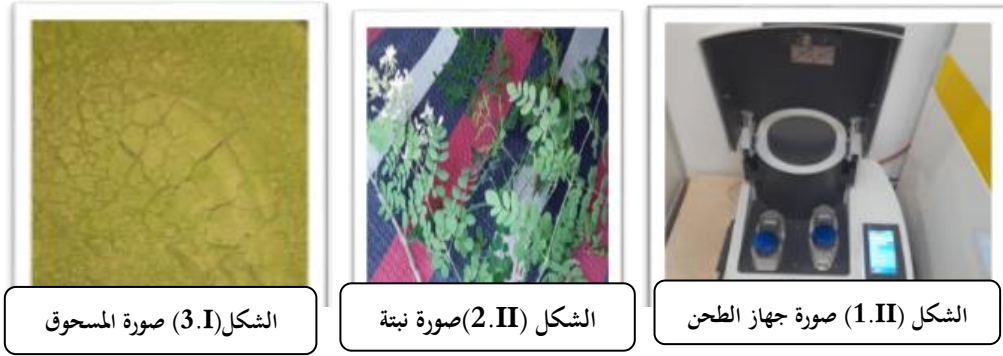 الشكل (1.II) صورة جهاز الطحن
الشكل (2.II)صورة نبتة
الشكل(3.I) صورة المسحوق